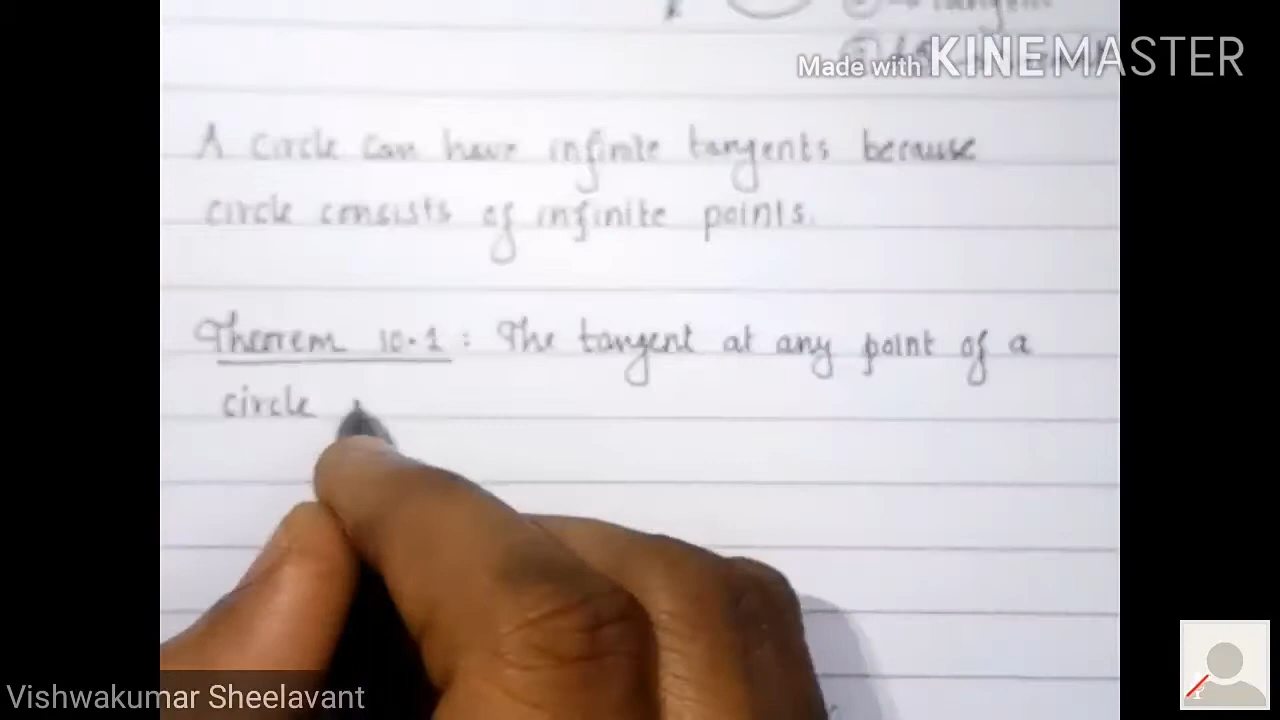 Tangent
Made with KINEMASTER
A circle can have infinite tangents because
circle consists of infinite points.
Theorem 10.1 : The tangent at any point of a
circle
Vishwakumar Sheelavant